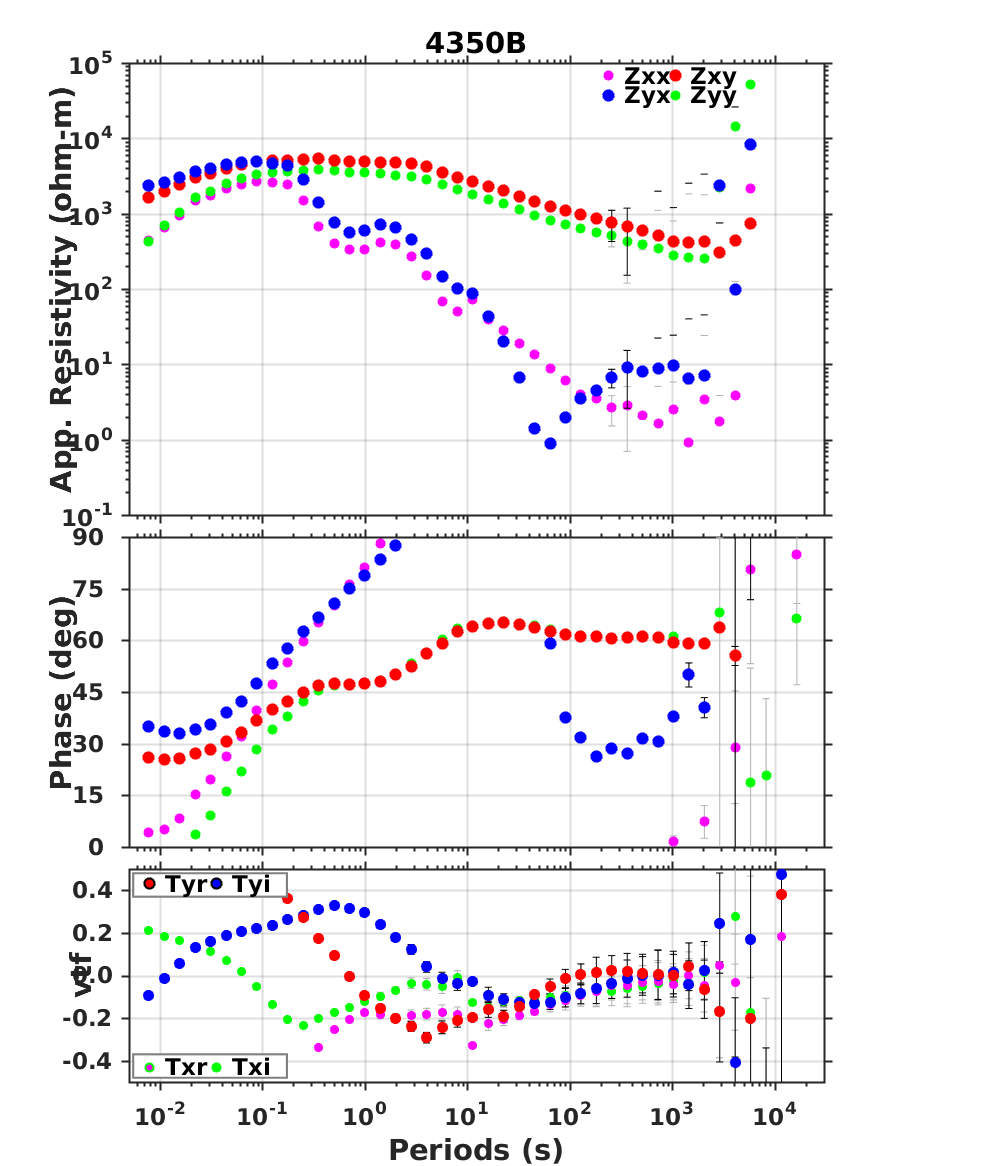 4350B
Zxx Zxy
Zyx Zyy
App. Resistivity (ohm-m)
10^5
10^4
10^3
10^2
10^1
10^0
10^-1
Phase (deg)
90
75
60
45
30
15
0
Tyr Tyi
vf
0.4
0.2
0.0
-0.2
-0.4
Txr Txi
10^-2 10^-1 10^0 10^1 10^2 10^3 10^4
Periods (s)